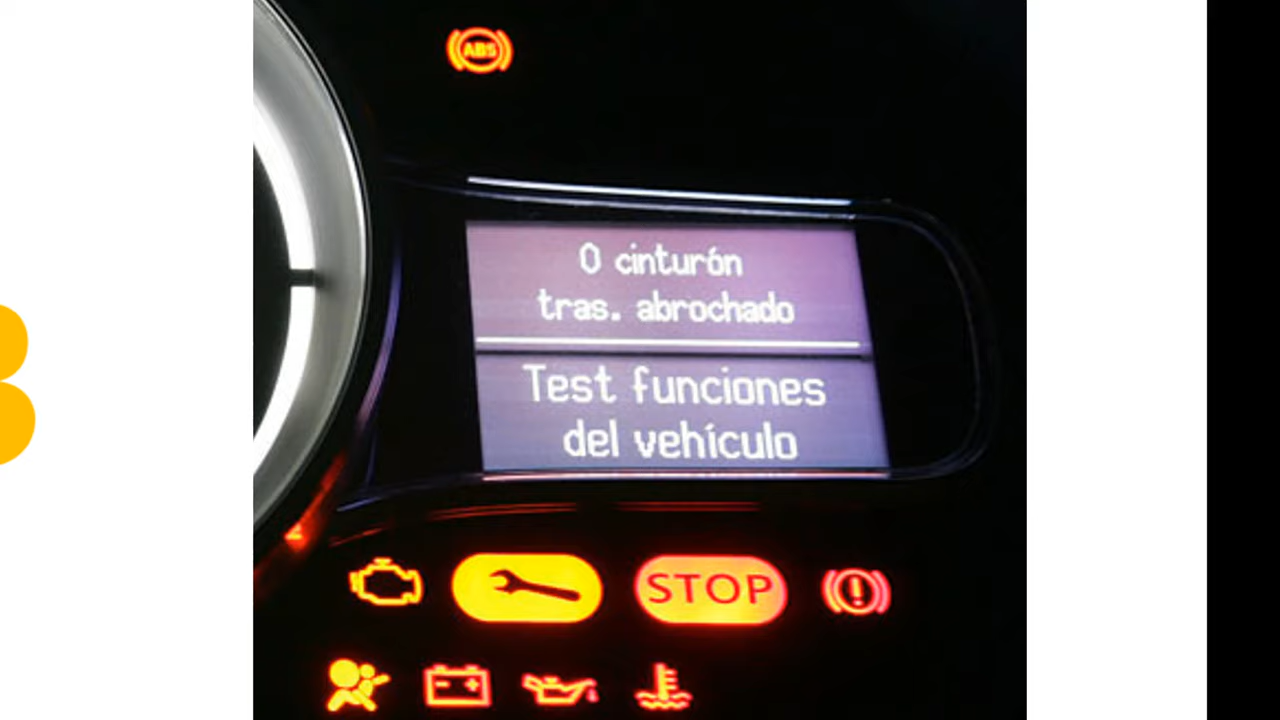 ABS
0 cinturón
tras. abrochado
Test funciones
del vehículo
STOP